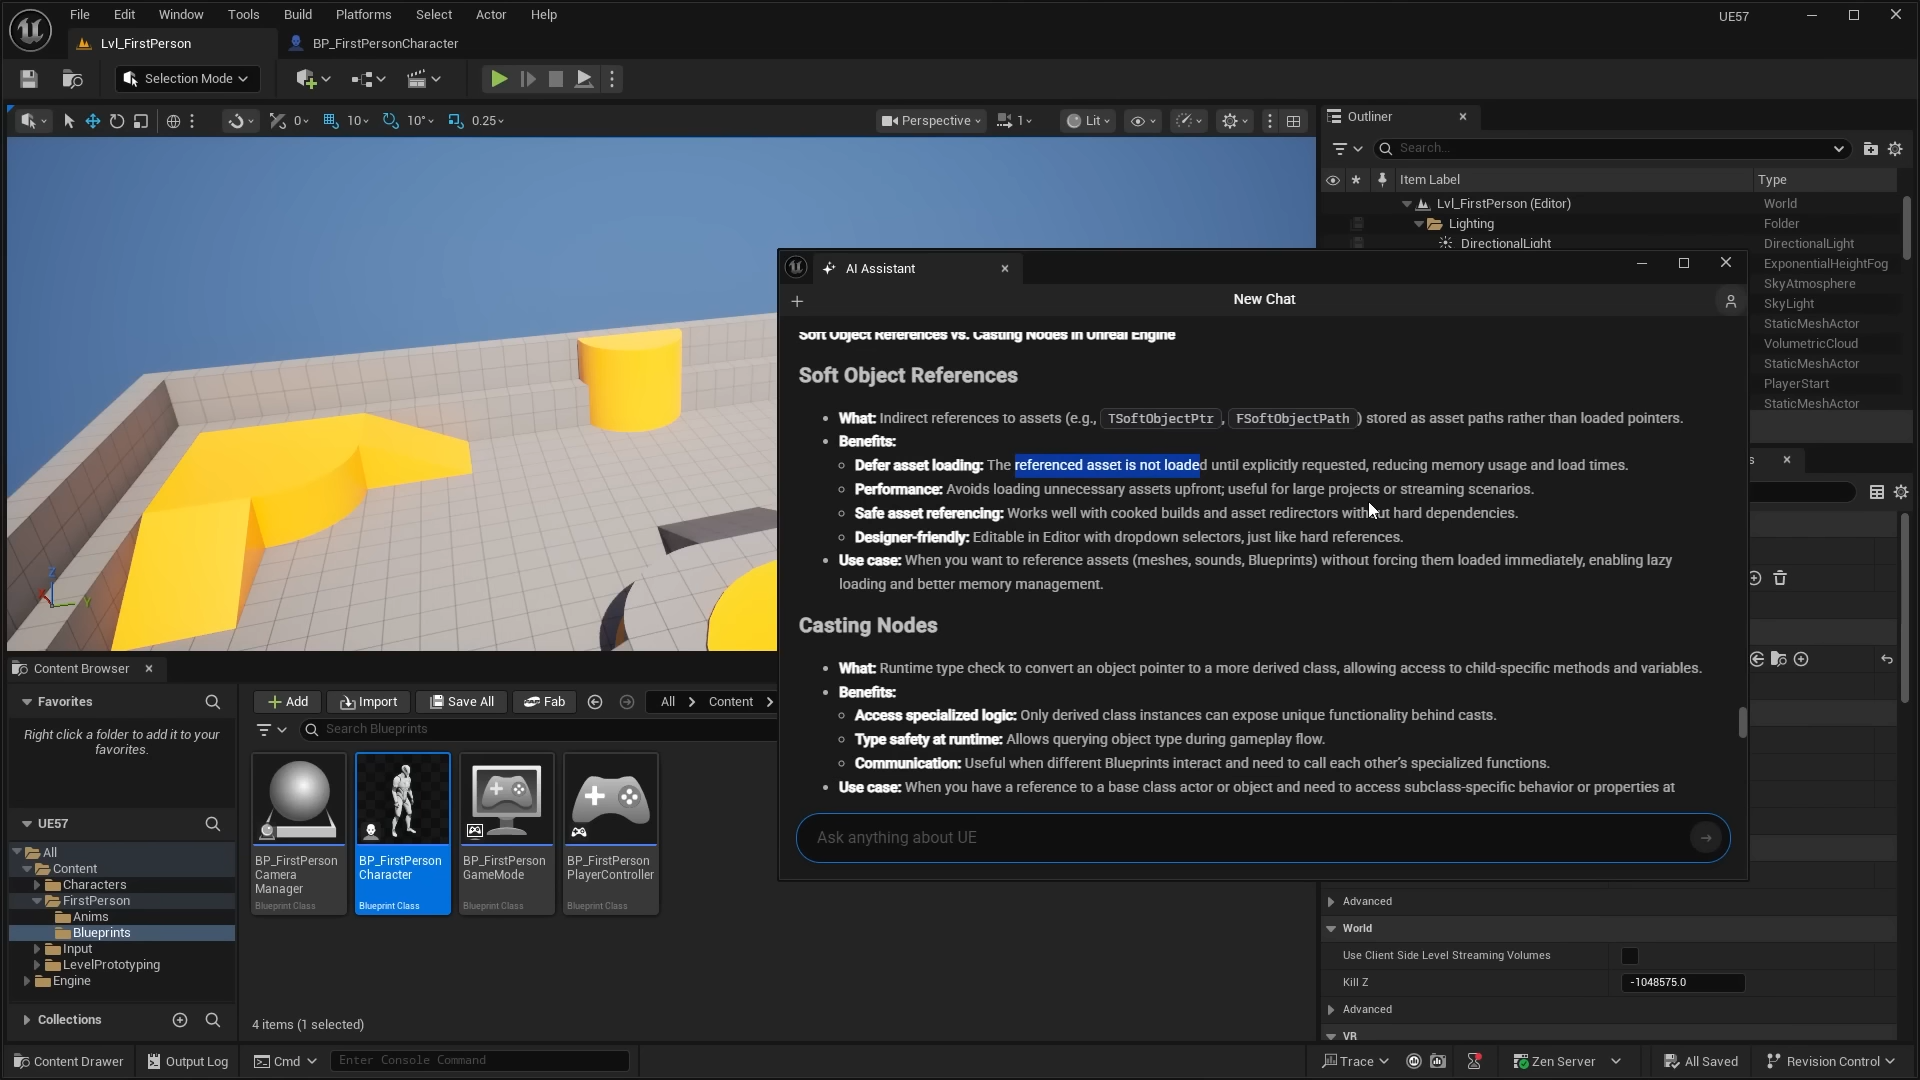 File Edit Window Tools Build Platforms Select Actor Help UE57
Lvl_FirstPerson BP_FirstPersonCharacter
Selection Mode
0 10 10° 0.25 Perspective 1 Lit
Outliner
Search...
Item Label Type
Lvl_FirstPerson (Editor) World
Lighting Folder
DirectionalLight DirectionalLight
ExponentialHeightFog
SkyAtmosphere
SkyLight
StaticMeshActor
VolumetricCloud
StaticMeshActor
PlayerStart
StaticMeshActor
s
Z
X
Y
AI Assistant
New Chat
Soft Object References vs. Casting Nodes in Unreal Engine
Soft Object References
What: Indirect references to assets (e.g., TSoftObjectPtr, FSoftObjectPath) stored as asset paths rather than loaded pointers.
Benefits:
Defer asset loading: The referenced asset is not loaded until explicitly requested, reducing memory usage and load times.
Performance: Avoids loading unnecessary assets upfront; useful for large projects or streaming scenarios.
Safe asset referencing: Works well with cooked builds and asset redirectors without hard dependencies.
Designer-friendly: Editable in Editor with dropdown selectors, just like hard references.
Use case: When you want to reference assets (meshes, sounds, Blueprints) without forcing them loaded immediately, enabling lazy
loading and better memory management.
Casting Nodes
What: Runtime type check to convert an object pointer to a more derived class, allowing access to child-specific methods and variables.
Benefits:
Access specialized logic: Only derived class instances can expose unique functionality behind casts.
Type safety at runtime: Allows querying object type during gameplay flow.
Communication: Useful when different Blueprints interact and need to call each other's specialized functions.
Use case: When you have a reference to a base class actor or object and need to access subclass-specific behavior or properties at
Ask anything about UE
Content Browser
Favorites
Right click a folder to add it to your
favorites.
UE57
All
Content
Characters
FirstPerson
Anims
Blueprints
Input
LevelPrototyping
Engine
Collections
Add Import Save All Fab All Content
Search Blueprints
BP_FirstPerson
Camera
Manager
Blueprint Class
BP_FirstPerson
Character
Blueprint Class
BP_FirstPerson
GameMode
Blueprint Class
BP_FirstPerson
PlayerController
Blueprint Class
4 items (1 selected)
Advanced
World
Use Client Side Level Streaming Volumes
Kill Z -1048575.0
Advanced
VR
Content Drawer Output Log Cmd Enter Console Command Trace Zen Server All Saved Revision Control